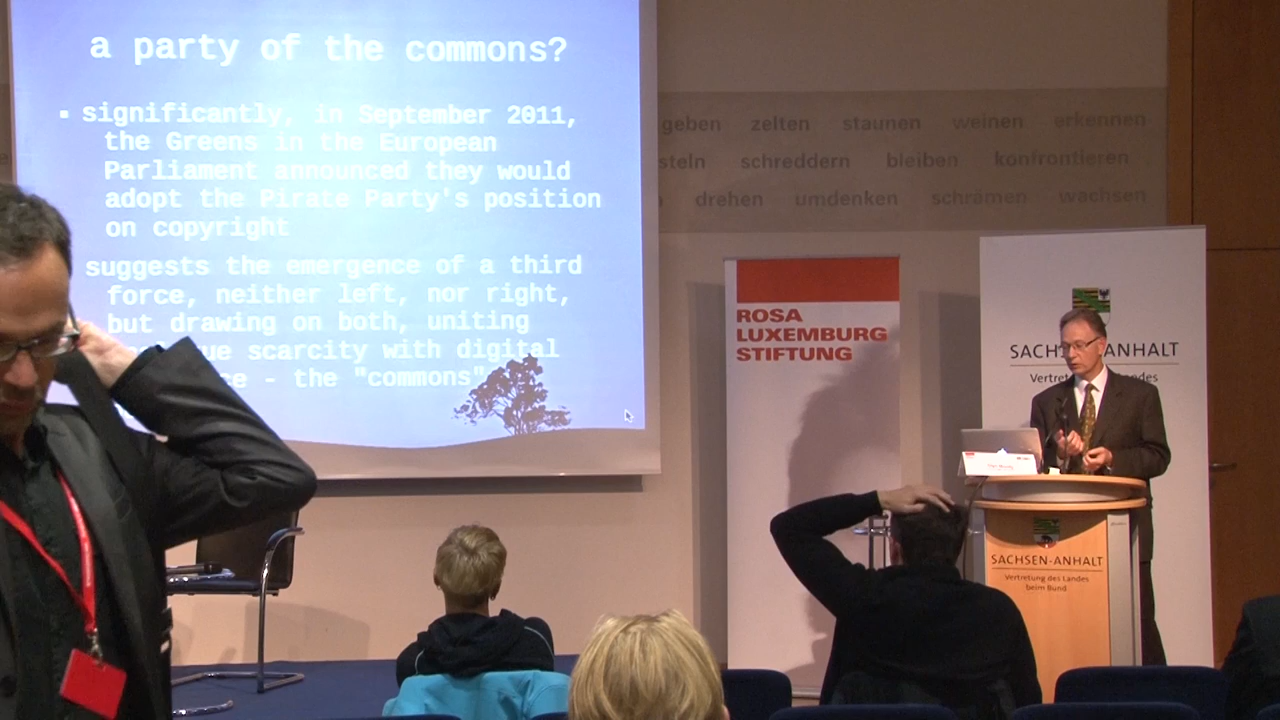 a party of the commons?
▪ significantly, in September 2011,
the Greens in the European
Parliament announced they would
adopt the Pirate Party's position
on copyright
suggests the emergence of a third
force, neither left, nor right,
but drawing on both, uniting
scarcity with digital
- the "commons"
geben zelten staunen weinen erkennen
schreddern bleiben konfrontieren
drehen umdenken schrämen wachsen
ROSA
LUXEMBURG
STIFTUNG
SACHSEN-ANHALT
Vertretung des Landes
beim Bund